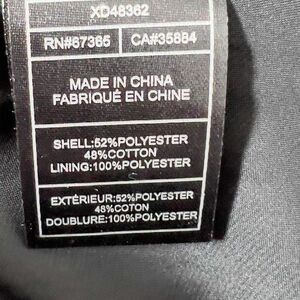 XD48362
RN#67365 CA#35884
MADE IN CHINA
FABRIQUÉ EN CHINE
SHELL:52%POLYESTER
48%COTTON
LINING:100%POLYESTER
EXTÉRIEUR:52%POLYESTER
48%COTON
DOUBLURE:100%POLYESTER